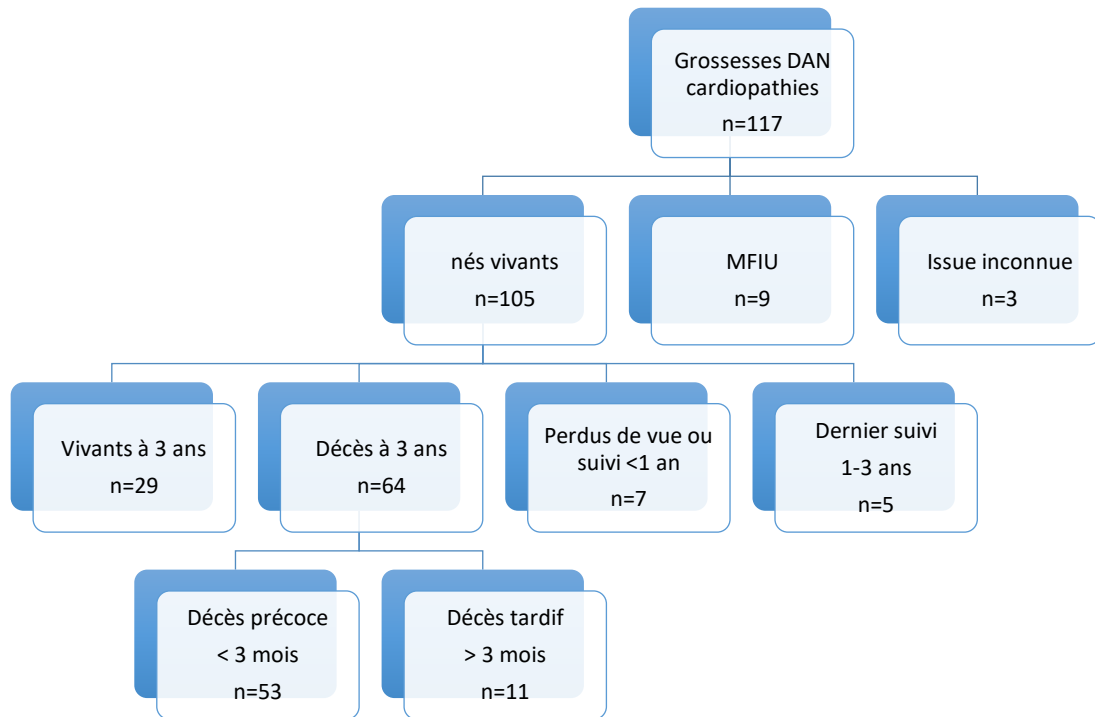 Grossesses DAN
cardiopathies
n=117
nés vivants
n=105
MFIU
n=9
Issue inconnue
n=3
Vivants à 3 ans
n=29
Décès à 3 ans
n=64
Perdus de vue ou
suivi <1 an
n=7
Dernier suivi
1-3 ans
n=5
Décès précoce
< 3 mois
n=53
Décès tardif
> 3 mois
n=11